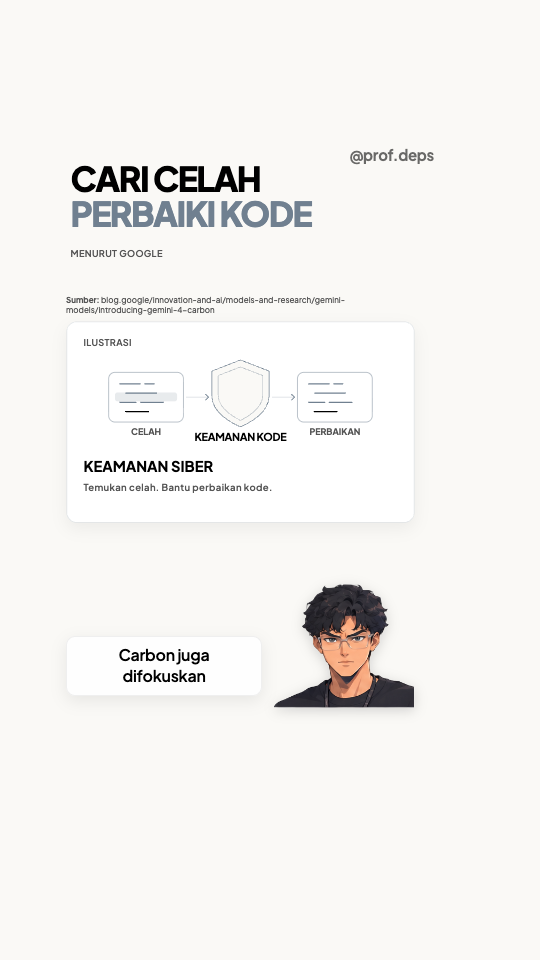 @prof.deps
CARI CELAH
PERBAIKI KODE
MENURUT GOOGLE
Sumber: blog.google/innovation-and-ai/models-and-research/gemini-
models/introducing-gemini-4-carbon
ILUSTRASI
CELAH
KEAMANAN KODE
PERBAIKAN
KEAMANAN SIBER
Temukan celah. Bantu perbaikan kode.
Carbon juga
difokuskan